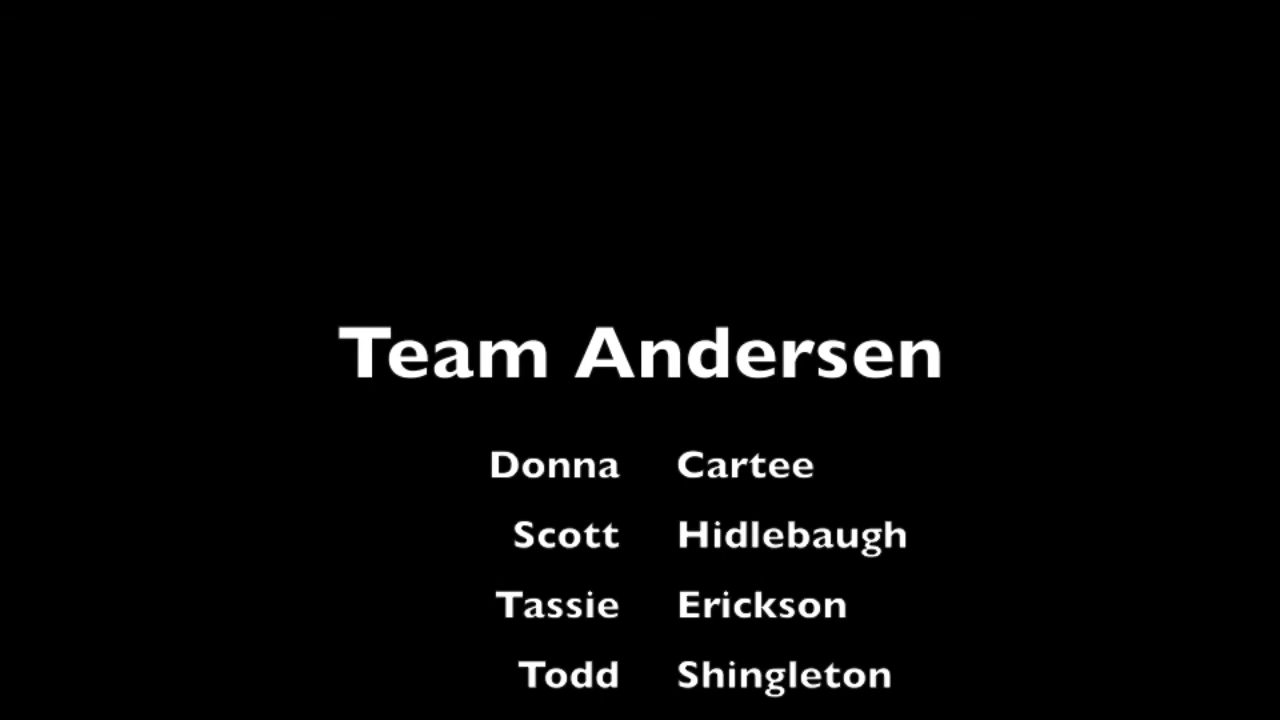 Team Andersen
Donna Cartee
Scott Hidlebaugh
Tassie Erickson
Todd Shingleton